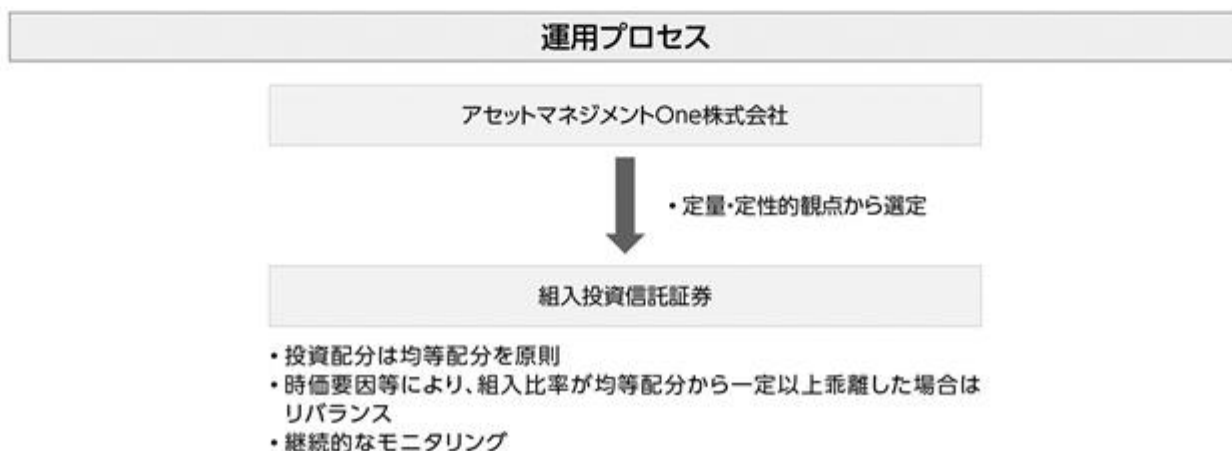 運用プロセス
アセットマネジメントOne株式会社
・定量・定性的観点から選定
組入投資信託証券
・投資配分は均等配分を原則
・時価要因等により、組入比率が均等配分から一定以上乖離した場合は
リバランス
・継続的なモニタリング